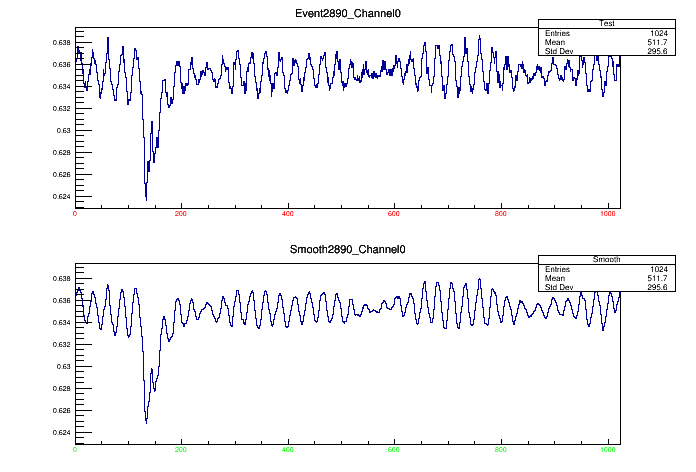 Event2890_Channel0
Test
Entries 1024
Mean 511.7
Std Dev 295.6
0.638
0.636
0.634
0.632
0.63
0.628
0.626
0.624
0 200 400 600 800 1000
Smooth2890_Channel0
Smooth
Entries 1024
Mean 511.7
Std Dev 295.6
0.638
0.636
0.634
0.632
0.63
0.628
0.626
0.624
0 200 400 600 800 1000